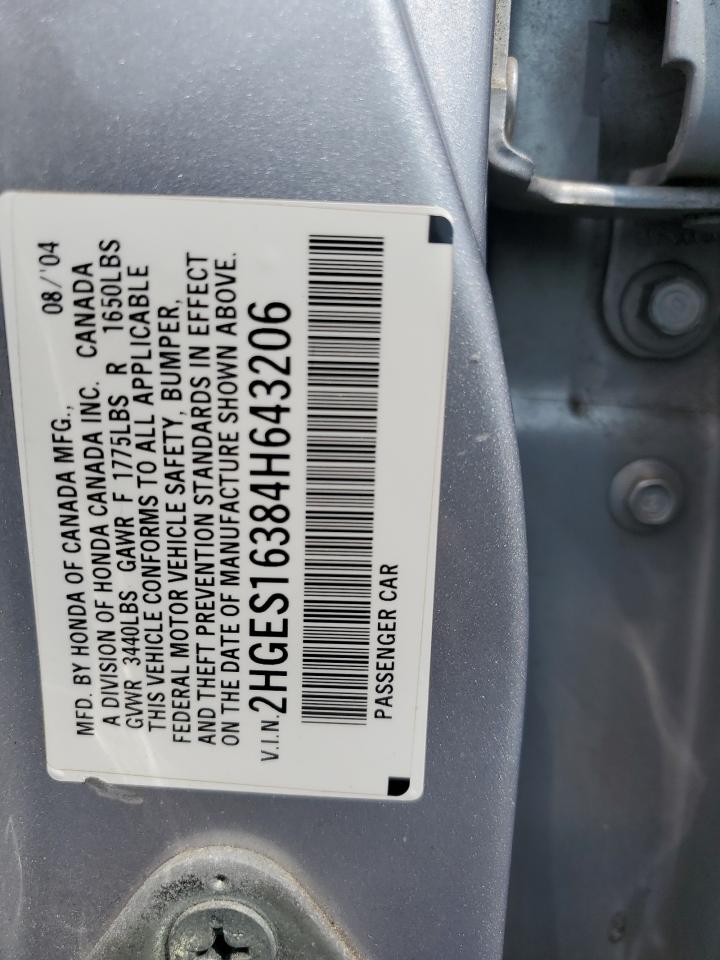 MFD. BY HONDA OF CANADA MFG., 08/'04
A DIVISION OF HONDA CANADA INC. CANADA
GVWR 3440LBS GAWR F 1775LBS R 1650LBS
THIS VEHICLE CONFORMS TO ALL APPLICABLE
FEDERAL MOTOR VEHICLE SAFETY, BUMPER,
AND THEFT PREVENTION STANDARDS IN EFFECT
ON THE DATE OF MANUFACTURE SHOWN ABOVE.
V.I.N. 2HGES16384H643206
PASSENGER CAR